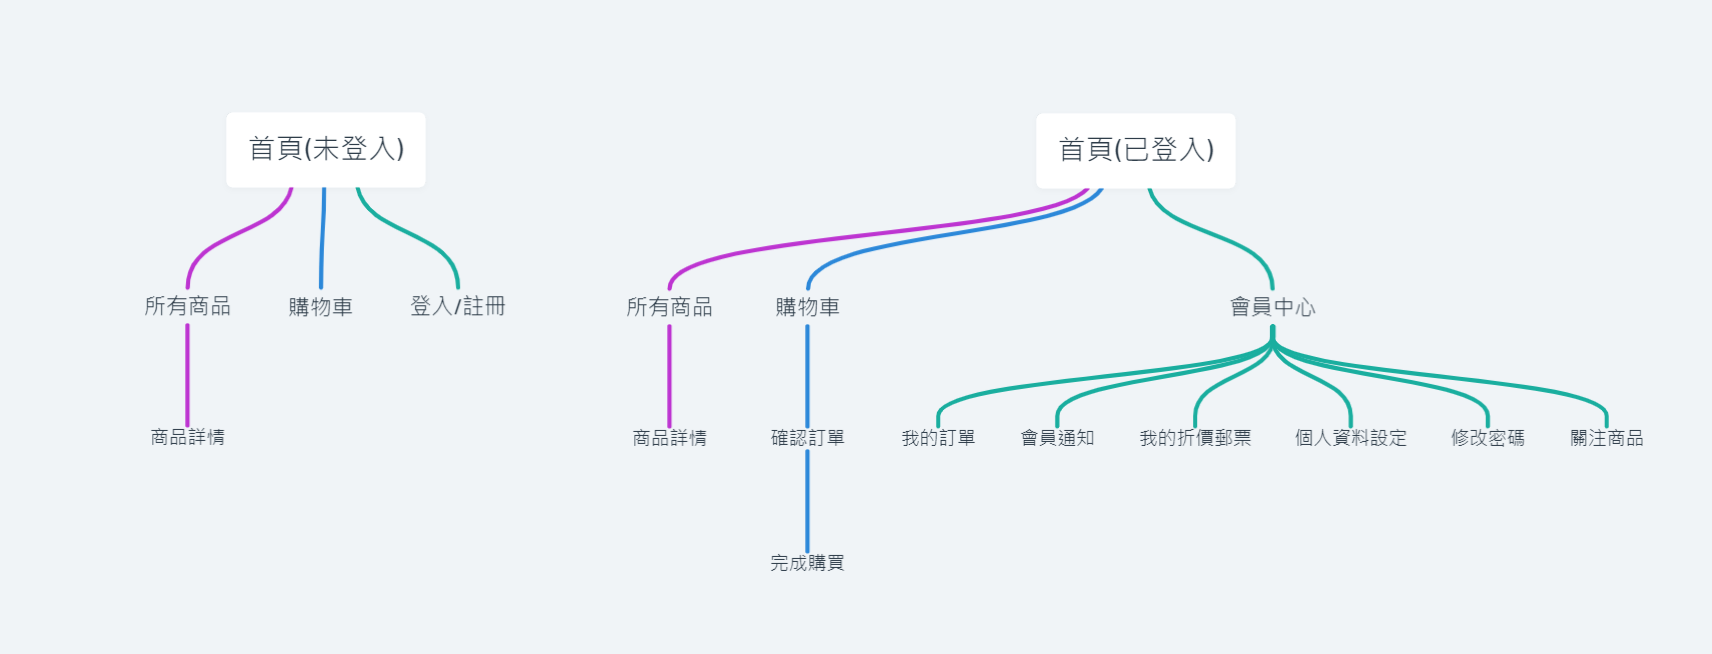 首頁(未登入)
首頁(已登入)
所有商品
購物車
登入/註冊
所有商品
購物車
會員中心
商品詳情
商品詳情
確認訂單
我的訂單
會員通知
我的折價郵票
個人資料設定
修改密碼
關注商品
完成購買